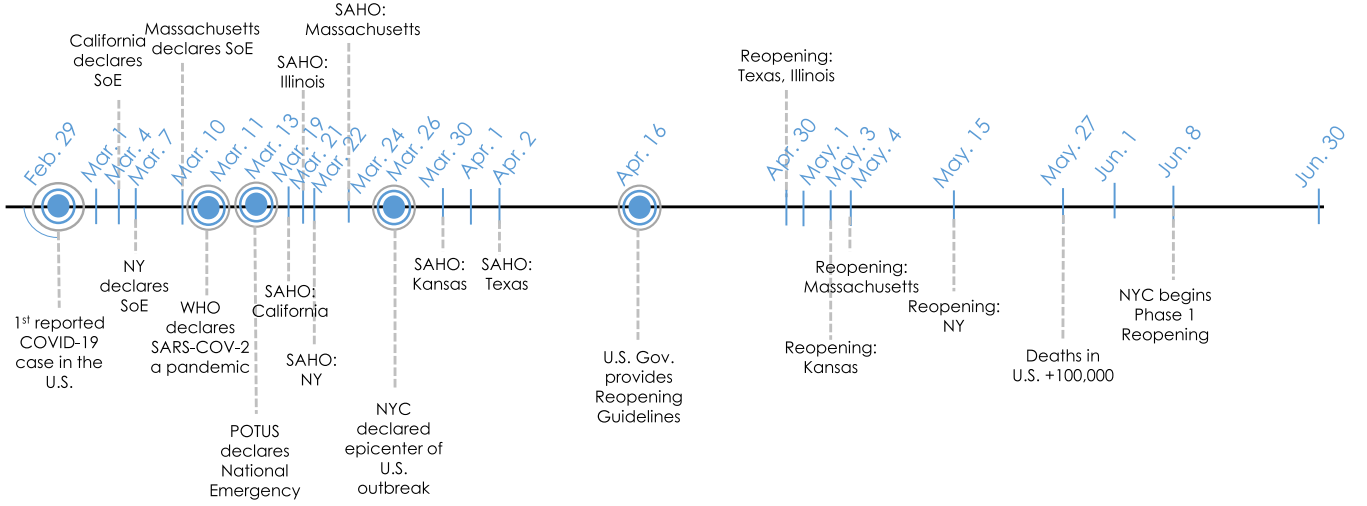 SAHO:
Massachusetts
Massachusetts
declares SoE
California
declares
SoE
SAHO:
Illinois
Reopening:
Texas, Illinois
Feb. 29
Mar. 1
Mar. 4
Mar. 7
Mar. 10
Mar. 11
Mar. 13
Mar. 19
Mar. 21
Mar. 22
Mar. 24
Mar. 26
Mar. 30
Apr. 1
Apr. 2
Apr. 16
Apr. 30
May. 1
May. 3
May. 4
May. 15
May. 27
Jun. 1
Jun. 8
Jun. 30
1st reported
COVID-19
case in the
U.S.
NY
declares
SoE
WHO
declares
SARS-COV-2
a pandemic
POTUS
declares
National
Emergency
SAHO:
California
SAHO:
NY
NYC
declared
epicenter of
U.S.
outbreak
SAHO:
Kansas
SAHO:
Texas
U.S. Gov.
provides
Reopening
Guidelines
Reopening:
Kansas
Reopening:
Massachusetts
Reopening:
NY
Deaths in
U.S. +100,000
NYC begins
Phase 1
Reopening